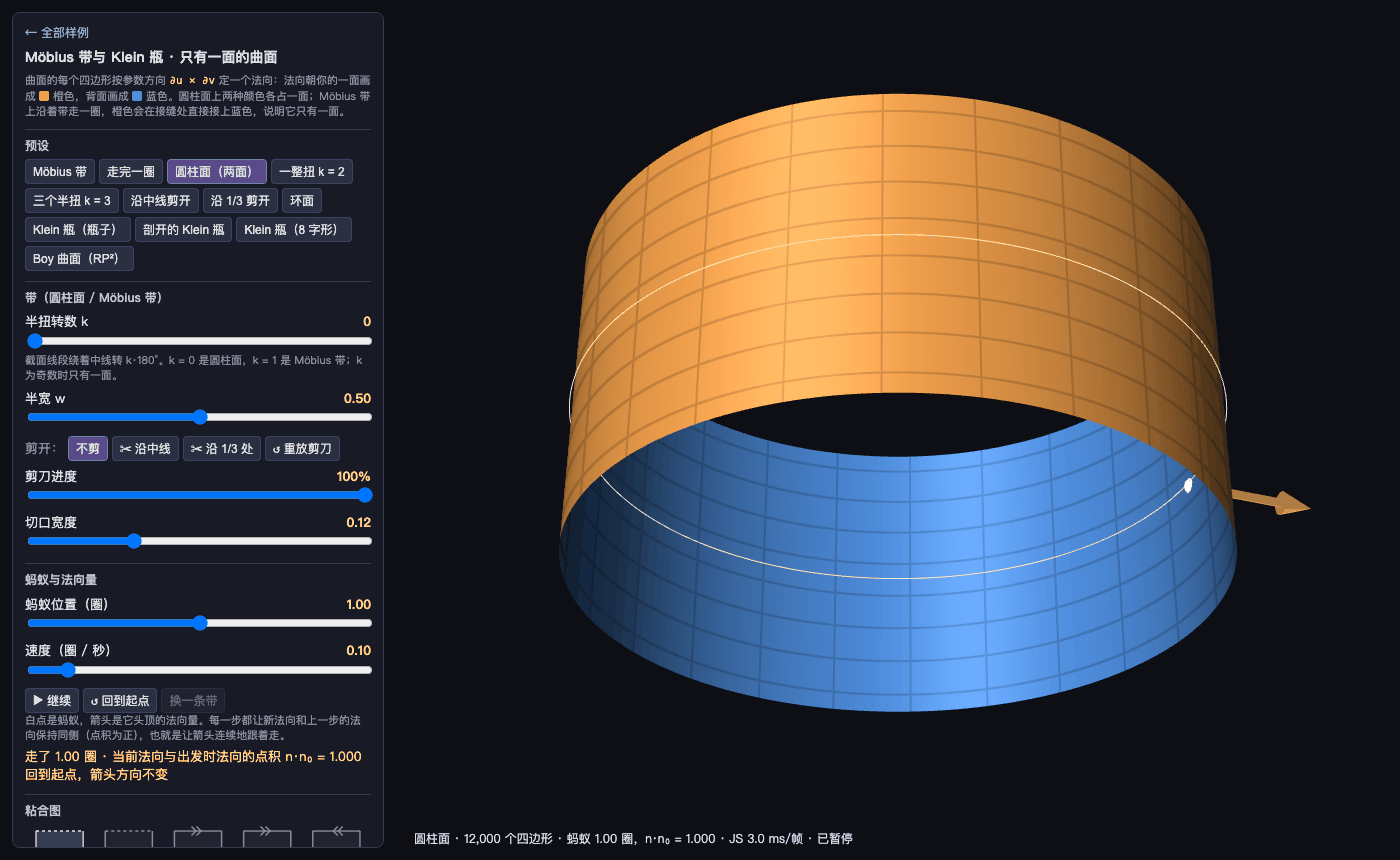 ← 全部样例
Möbius 带与 Klein 瓶 · 只有一面的曲面
曲面的每个四边形按参数方向 ∂u × ∂v 定一个法向：法向朝你的一面画
成 橙色，背面画成 蓝色。圆柱面上两种颜色各占一面；Möbius 带
上沿着带走一圈，橙色会在接缝处直接接上蓝色，说明它只有一面。
预设
Möbius 带 走完一圈 圆柱面（两面） 一整扭 k = 2
三个半扭 k = 3 沿中线剪开 沿 1/3 剪开 环面
Klein 瓶（瓶子） 剖开的 Klein 瓶 Klein 瓶（8 字形）
Boy 曲面（RP²）
带（圆柱面 / Möbius 带）
半扭转数 k 0
截面线段绕着中线转 k·180°。k = 0 是圆柱面，k = 1 是 Möbius 带；k
为奇数时只有一面。
半宽 w 0.50
剪开： 不剪 ✂ 沿中线 ✂ 沿 1/3 处 ↺ 重放剪刀
剪刀进度 100%
切口宽度 0.12
蚂蚁与法向量
蚂蚁位置（圈） 1.00
速度（圈 / 秒） 0.10
▶ 继续 ↺ 回到起点 换一条带
白点是蚂蚁，箭头是它头顶的法向量。每一步都让新法向和上一步的法
向保持同侧（点积为正），也就是让箭头连续地跟着走。
走了 1.00 圈 · 当前法向与出发时法向的点积 n·n₀ = 1.000
回到起点，箭头方向不变
粘合图
圆柱面 · 12,000 个四边形 · 蚂蚁 1.00 圈，n·n₀ = 1.000 · JS 3.0 ms/帧 · 已暂停